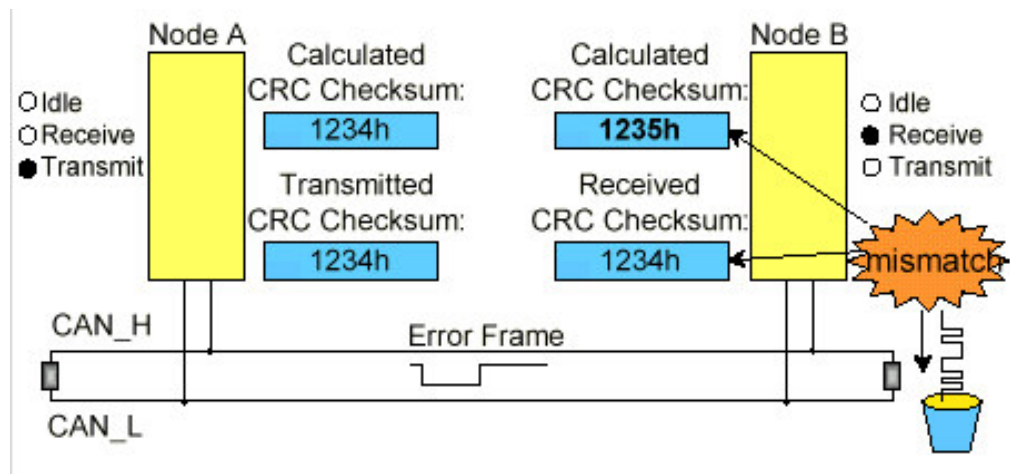 Node A
Idle
Receive
Transmit
Calculated
CRC Checksum:
1234h
Transmitted
CRC Checksum:
1234h
Calculated
CRC Checksum:
1235h
Received
CRC Checksum:
1234h
Node B
Idle
Receive
Transmit
mismatch
CAN_H
Error Frame
CAN_L